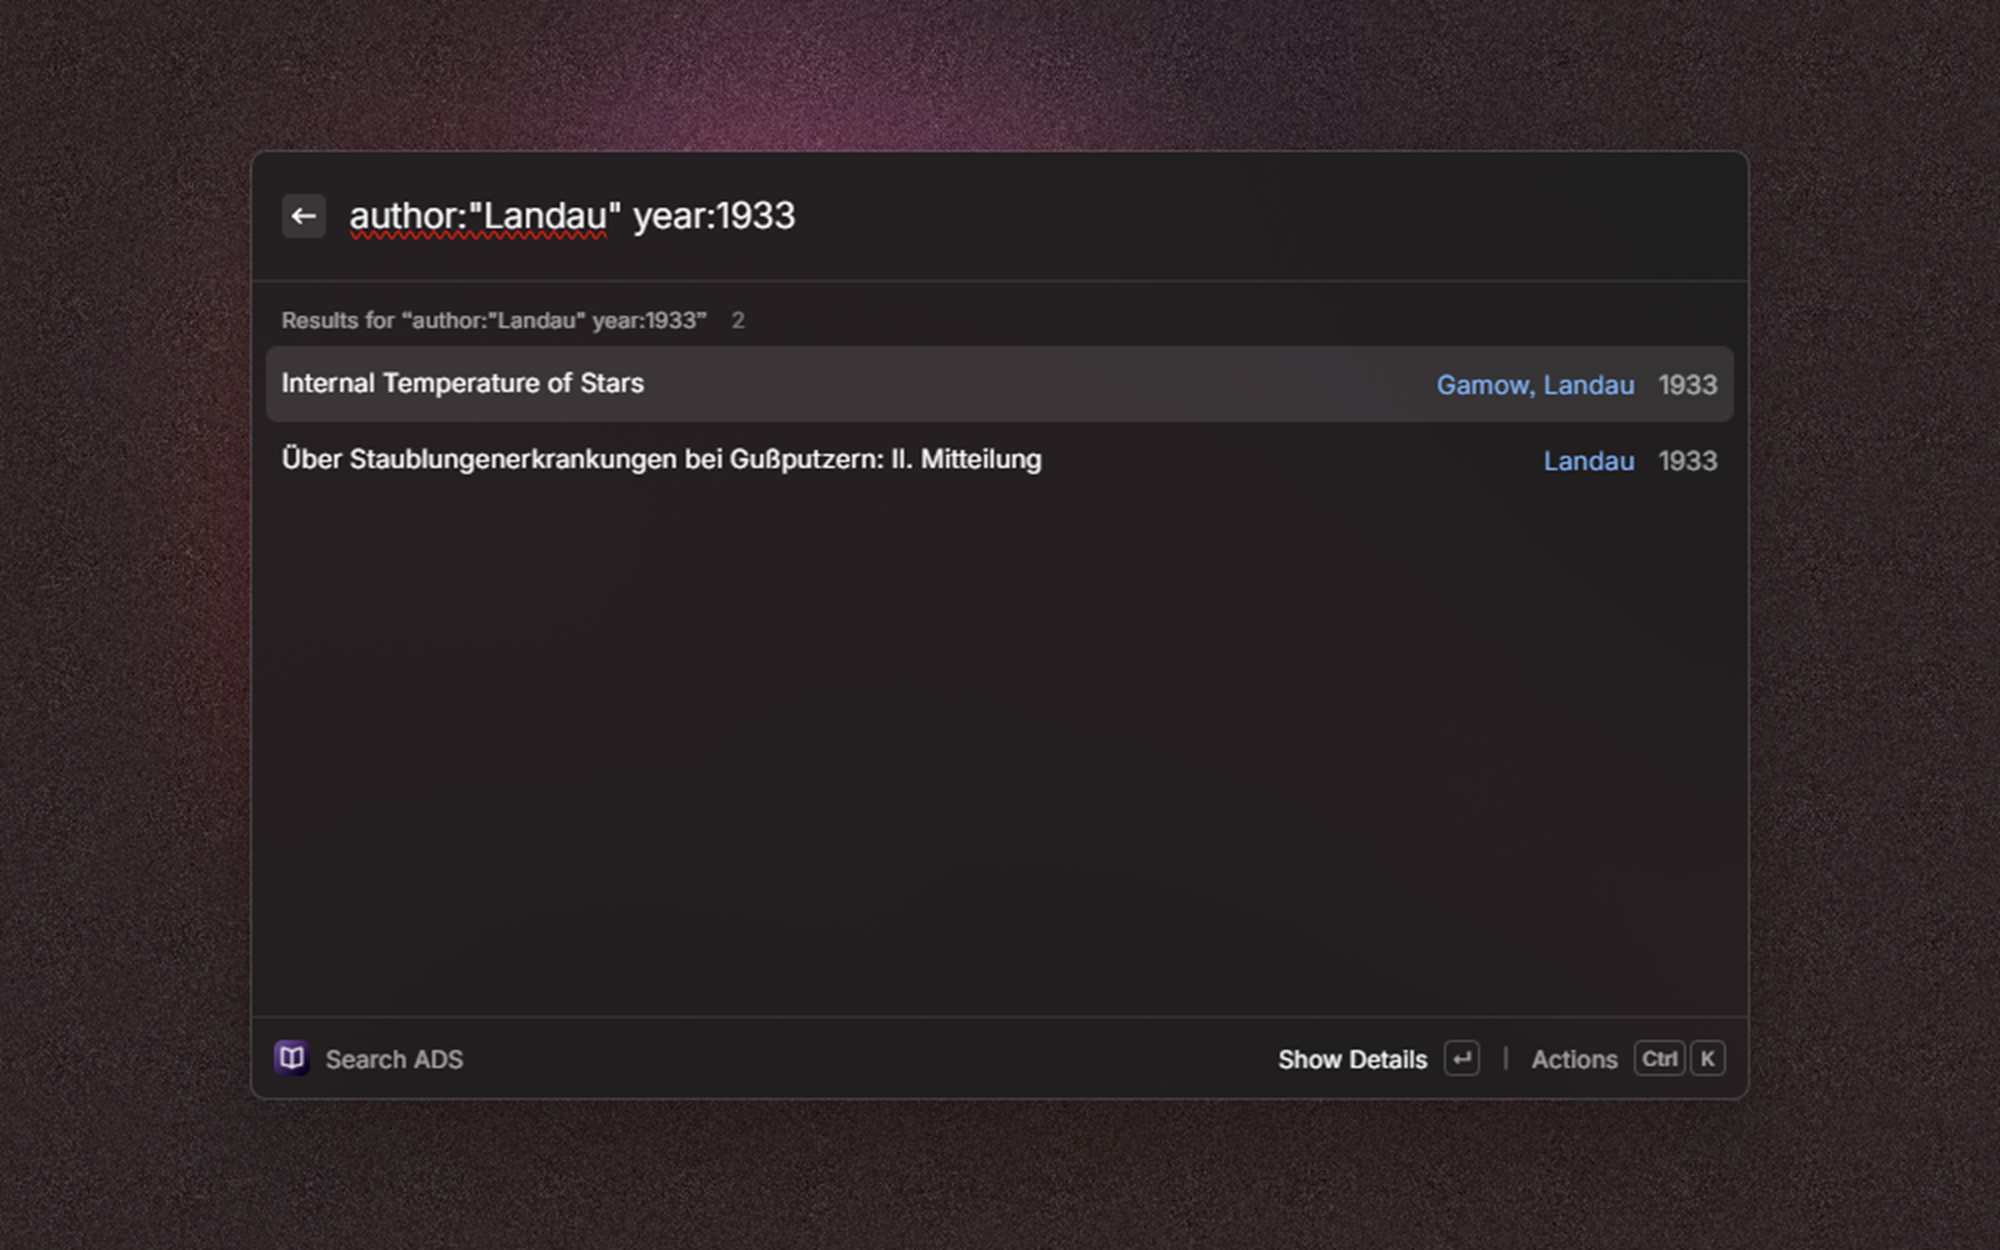 author:"Landau" year:1933
Results for “author:"Landau" year:1933” 2
Internal Temperature of Stars Gamow, Landau 1933
Über Staublungenerkrankungen bei Gußputzern: II. Mitteilung Landau 1933
Search ADS Show Details Actions Ctrl K